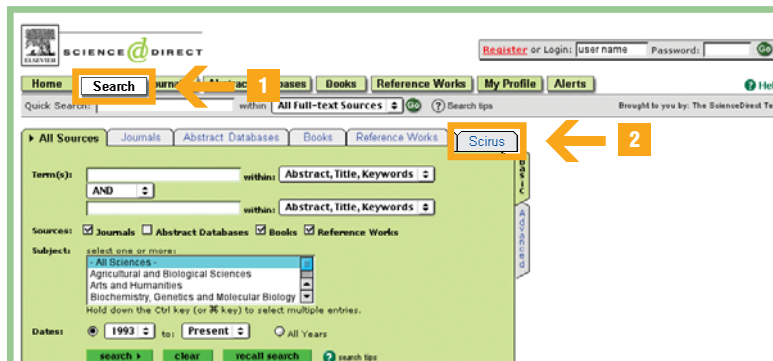 ELSEVIER SCIENCE @ DIRECT
Register or Login: user name Password: Go
Home Search Books Reference Works My Profile Alerts
1
Quick Search: within All Full-text Sources Go ? Search tips Brought to you by: The ScienceDirect
All Sources Journals Abstract Databases Books Reference Works Scirus
2
Basic
Advanced
Term(s): within: Abstract, Title, Keywords
AND
within: Abstract, Title, Keywords
Sources: Journals Abstract Databases Books Reference Works
Subject: select one or more:
- All Sciences -
Agricultural and Biological Sciences
Arts and Humanities
Biochemistry, Genetics and Molecular Biology
Hold down the Ctrl key (or ⌘ key) to select multiple entries.
Dates: 1993 to: Present All Years
search clear recall search ? search tips